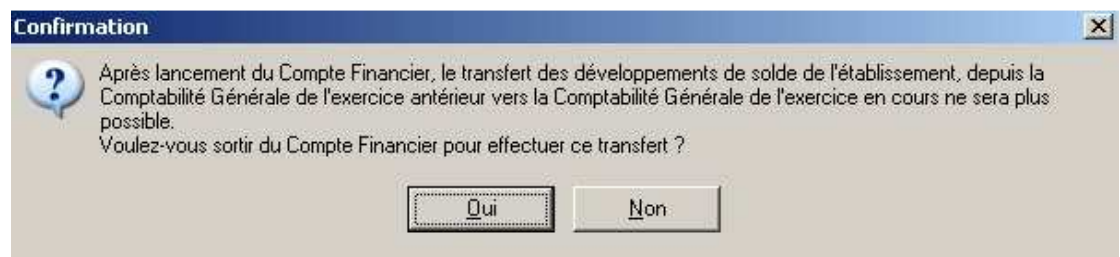 Confirmation
Après lancement du Compte Financier, le transfert des développements de solde de l'établissement, depuis la
Comptabilité Générale de l'exercice antérieur vers la Comptabilité Générale de l'exercice en cours ne sera plus
possible.
Voulez-vous sortir du Compte Financier pour effectuer ce transfert ?
Oui Non